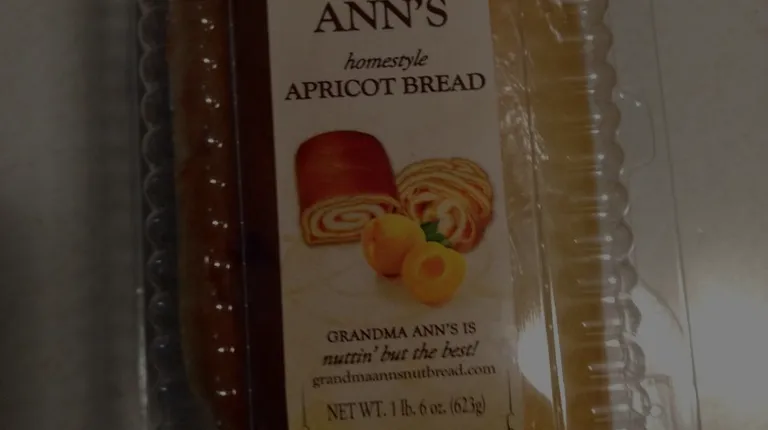 ANN'S
homestyle
APRICOT BREAD
GRANDMA ANN'S IS
nuttin' but the best!
grandmaannsnutbread.com
NET WT. 1 lb. 6 oz. (623g)